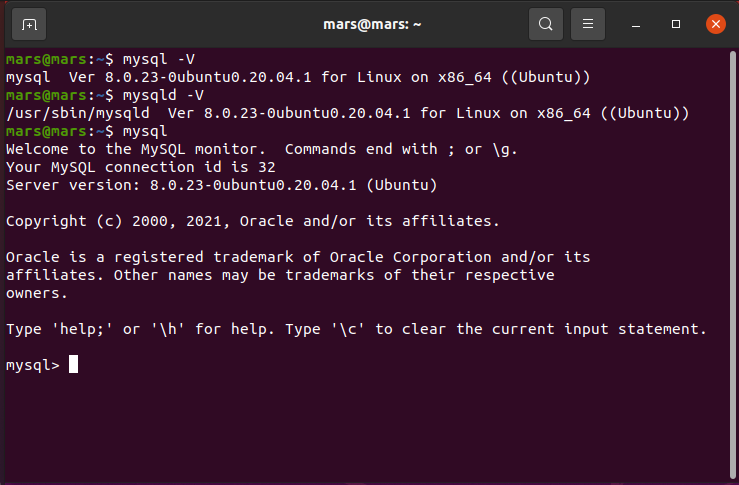 mars@mars: ~
mars@mars:~$ mysql -V
mysql  Ver 8.0.23-0ubuntu0.20.04.1 for Linux on x86_64 ((Ubuntu))
mars@mars:~$ mysqld -V
/usr/sbin/mysqld  Ver 8.0.23-0ubuntu0.20.04.1 for Linux on x86_64 ((Ubuntu))
mars@mars:~$ mysql
Welcome to the MySQL monitor.  Commands end with ; or \g.
Your MySQL connection id is 32
Server version: 8.0.23-0ubuntu0.20.04.1 (Ubuntu)
Copyright (c) 2000, 2021, Oracle and/or its affiliates.
Oracle is a registered trademark of Oracle Corporation and/or its
affiliates. Other names may be trademarks of their respective
owners.
Type 'help;' or '\h' for help. Type '\c' to clear the current input statement.
mysql>